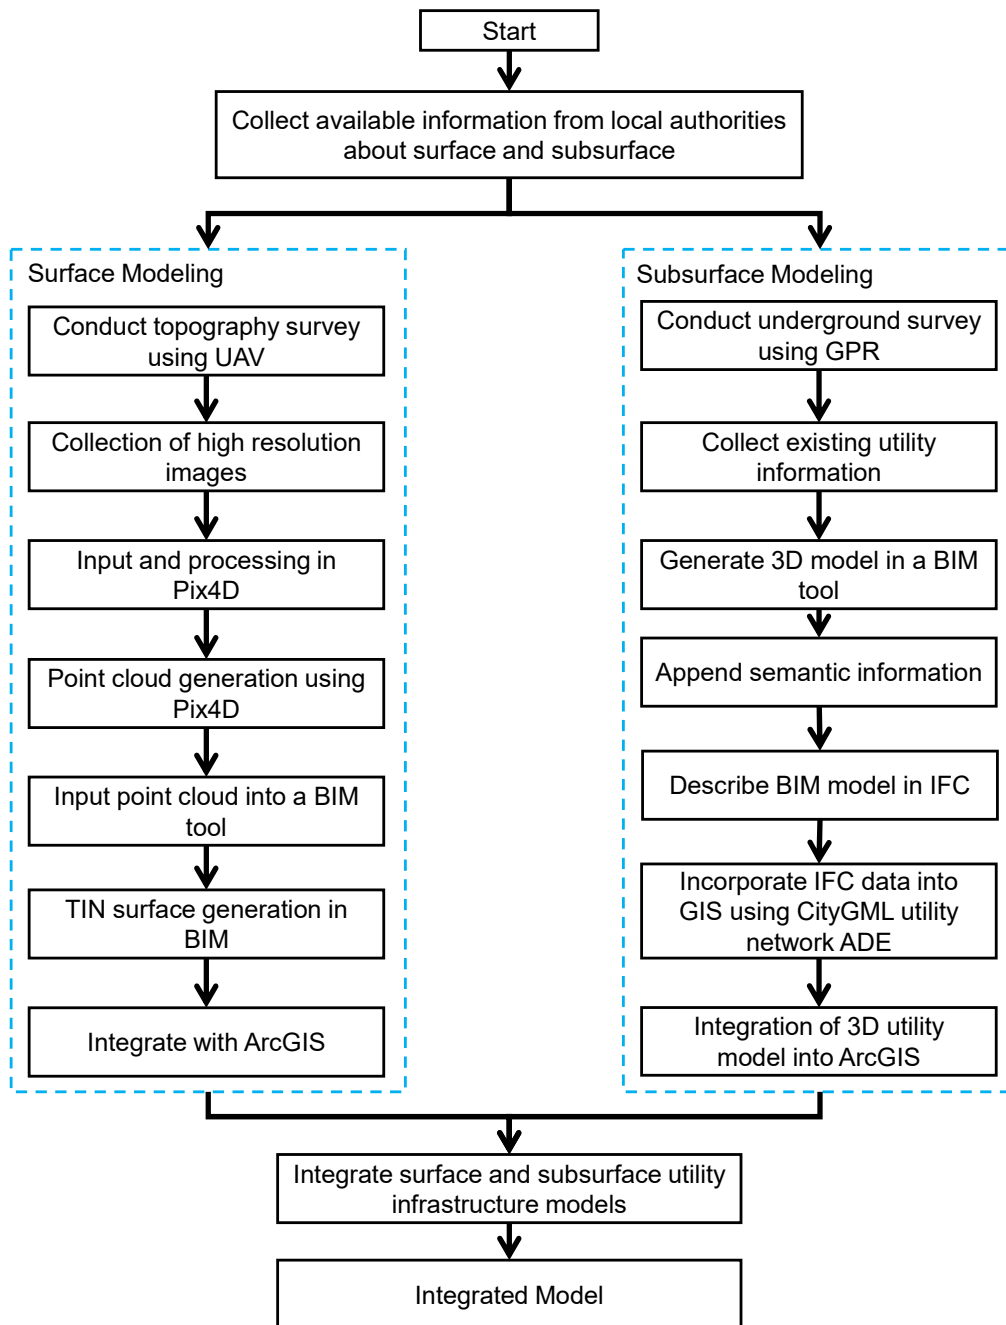 Start
Collect available information from local authorities
about surface and subsurface
Surface Modeling
Conduct topography survey
using UAV
Collection of high resolution
images
Input and processing in
Pix4D
Point cloud generation using
Pix4D
Input point cloud into a BIM
tool
TIN surface generation in
BIM
Integrate with ArcGIS
Subsurface Modeling
Conduct underground survey
using GPR
Collect existing utility
information
Generate 3D model in a BIM
tool
Append semantic information
Describe BIM model in IFC
Incorporate IFC data into
GIS using CityGML utility
network ADE
Integration of 3D utility
model into ArcGIS
Integrate surface and subsurface utility
infrastructure models
Integrated Model